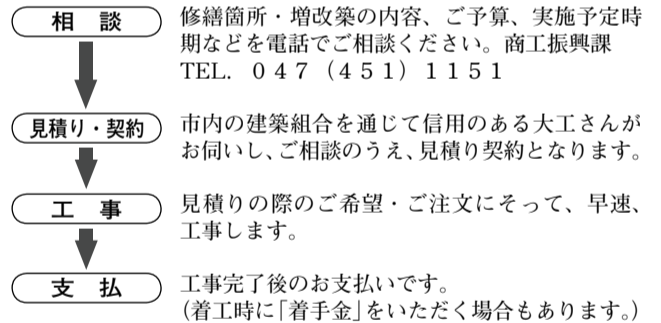 相　談
修繕箇所・増改築の内容、ご予算、実施予定時
期などを電話でご相談ください。商工振興課
TEL.　０４７（４５１）１１５１
見積り・契約
市内の建築組合を通じて信用のある大工さんが
お伺いし、ご相談のうえ、見積り契約となります。
工　事
見積りの際のご希望・ご注文にそって、早速、
工事します。
支　払
工事完了後のお支払いです。
（着工時に「着手金」をいただく場合もあります。）